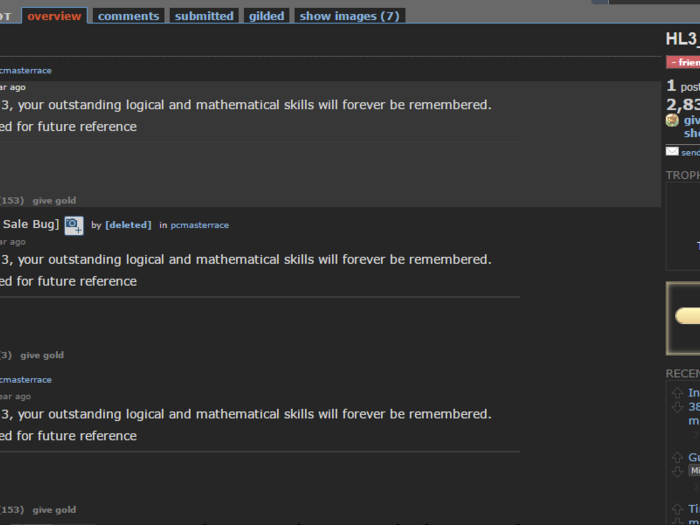 OT overview comments submitted gilded show images (7)
HL3_
- frien
1 post
2,83
giv
sho
send
TROPH
T
cmasterrace
ar ago
3, your outstanding logical and mathematical skills will forever be remembered.
ed for future reference
(153) give gold
Sale Bug] by [deleted] in pcmasterrace
ar ago
3, your outstanding logical and mathematical skills will forever be remembered.
ed for future reference
3) give gold
cmasterrace
ear ago
3, your outstanding logical and mathematical skills will forever be remembered.
ed for future reference
(153) give gold
RECEN
In
38
m
Gu
Mi
Ti
m